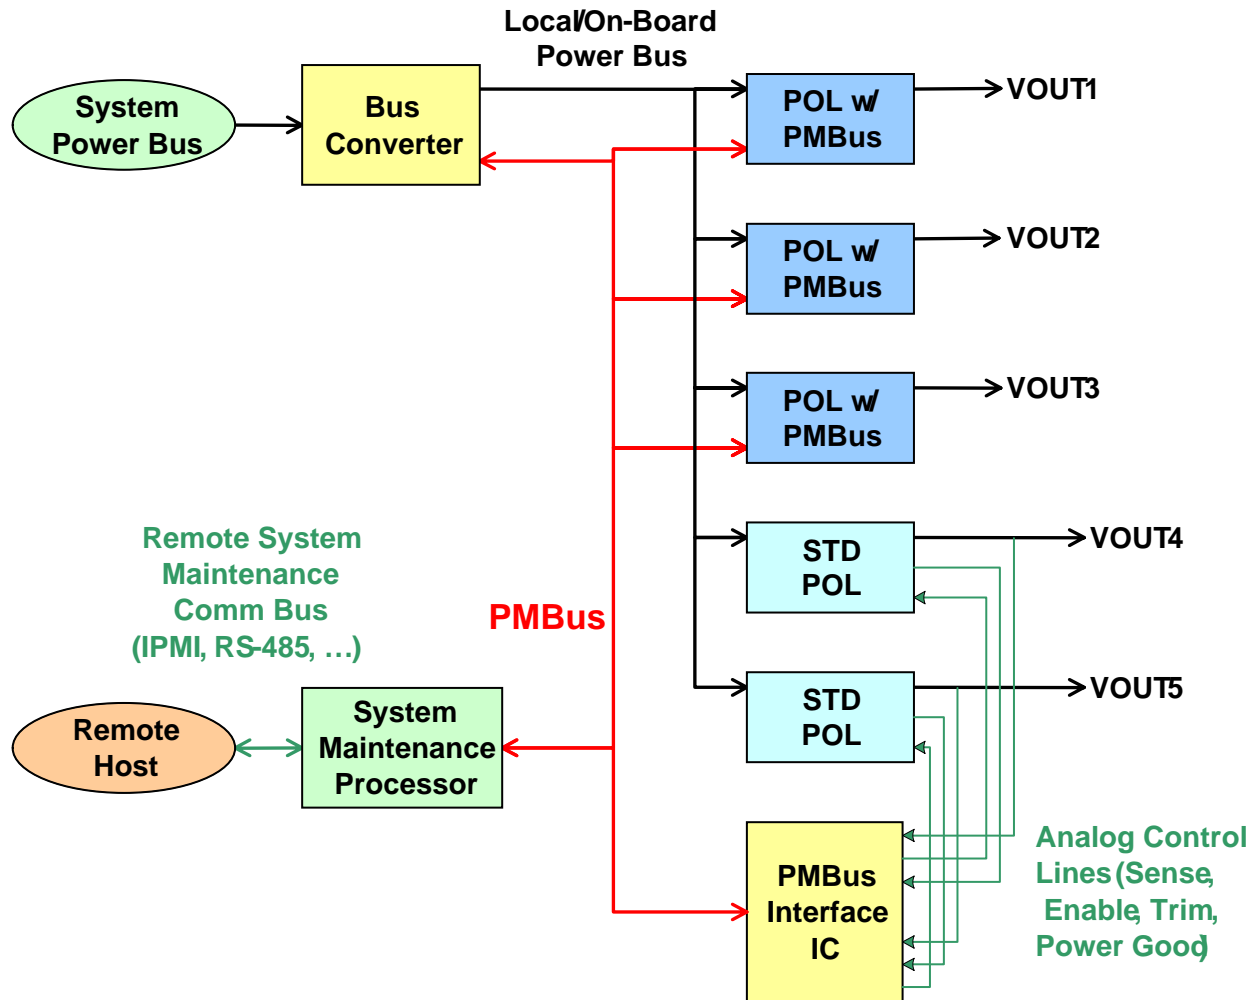 Local/On-Board
Power Bus
System
Power Bus
Bus
Converter
POL w/
PMBus
VOUT1
POL w/
PMBus
VOUT2
POL w/
PMBus
VOUT3
Remote System
Maintenance
Comm Bus
(IPMI, RS-485, …)
PMBus
STD
POL
VOUT4
STD
POL
VOUT5
Remote
Host
System
Maintenance
Processor
PMBus
Interface
IC
Analog Control
Lines (Sense,
Enable, Trim,
Power Good)